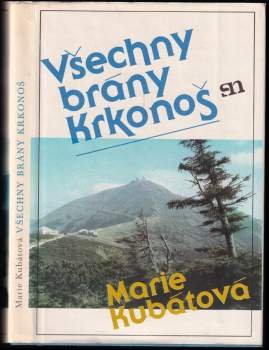 Všechny
brány
Krkonoš
sn
Marie
Kubátová
Marie Kubátová VŠECHNY BRÁNY KRKONOŠ